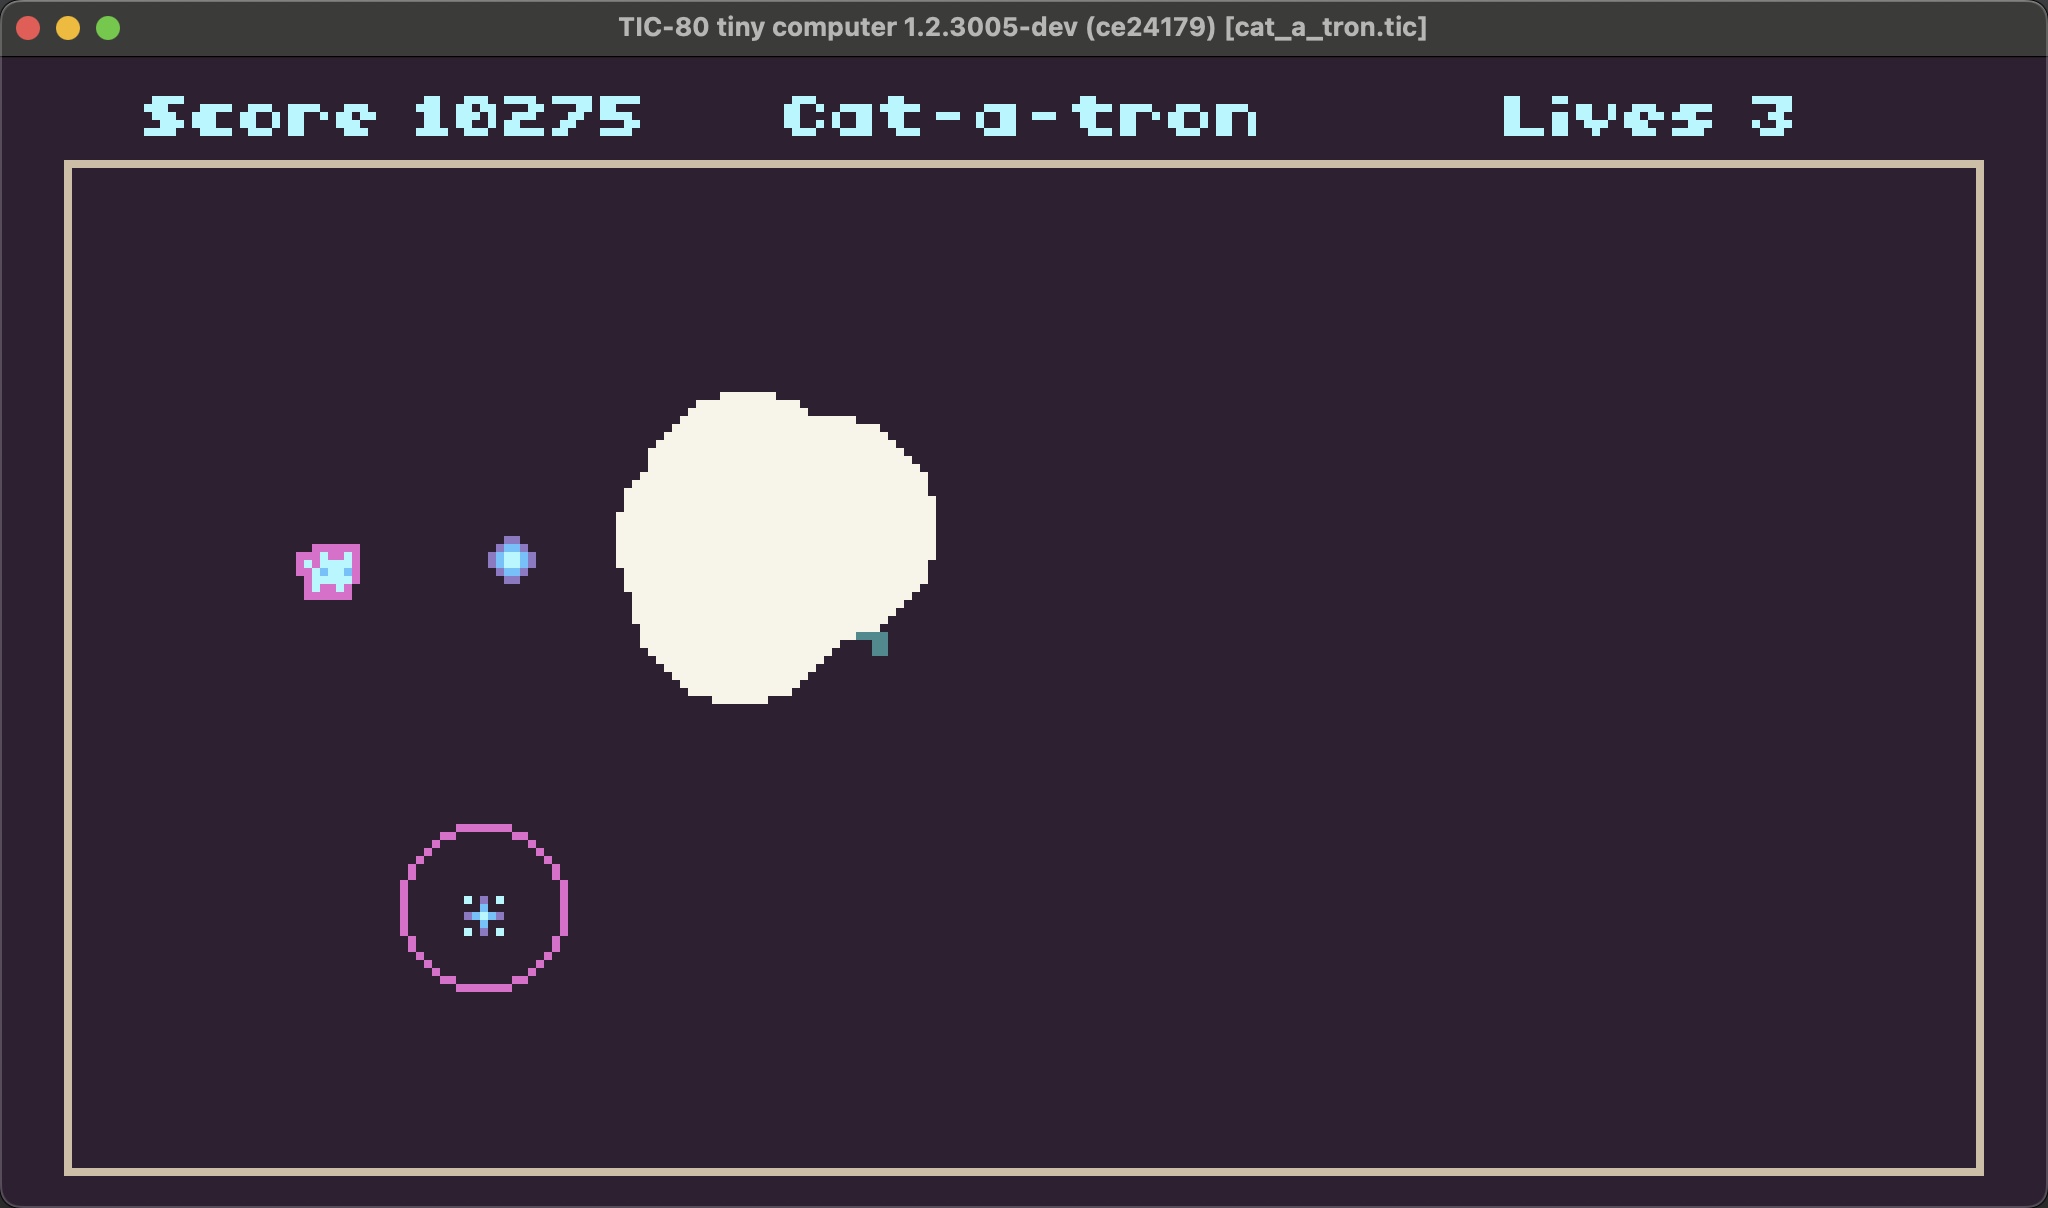 TIC-80 tiny computer 1.2.3005-dev (ce24179) [cat_a_tron.tic]
Score 10275 Cat-a-tron Lives 3